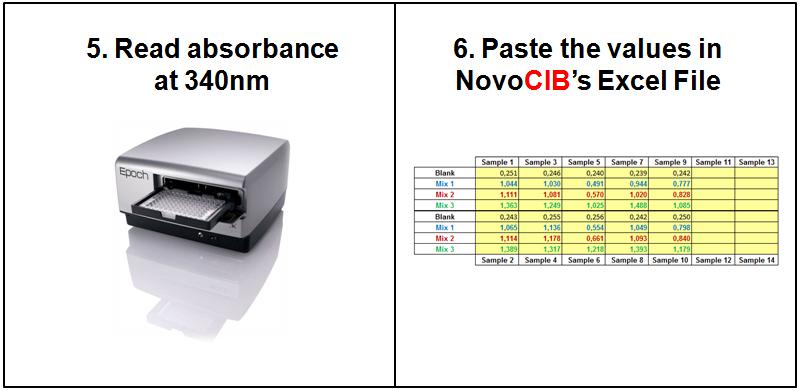 5. Read absorbance
at 340nm
Epoch
6. Paste the values in
NovoCIB's Excel File
Sample 1 Sample 3 Sample 5 Sample 7 Sample 9 Sample 11 Sample 13
Blank 0,251 0,246 0,240 0,239 0,242
Mix 1 1,044 1,030 0,491 0,944 0,777
Mix 2 1,111 1,081 0,570 1,020 0,828
Mix 3 1,363 1,249 1,025 1,488 1,085
Blank 0,243 0,255 0,256 0,242 0,250
Mix 1 1,065 1,136 0,554 1,049 0,798
Mix 2 1,114 1,178 0,661 1,093 0,840
Mix 3 1,389 1,317 1,218 1,393 1,179
Sample 2 Sample 4 Sample 6 Sample 8 Sample 10 Sample 12 Sample 14